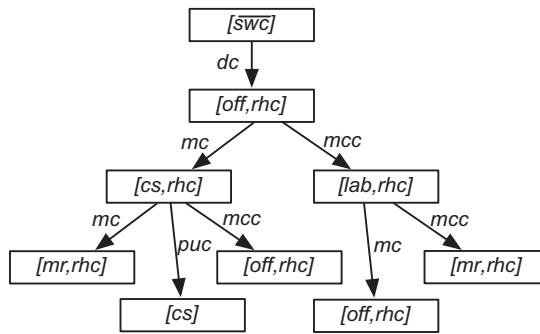 [s̅w̅c̅]
dc
[off,rhc]
mc mcc
[cs,rhc] [lab,rhc]
mc puc mcc mc mcc
[mr,rhc] [off,rhc] [mr,rhc]
[cs] [off,rhc]